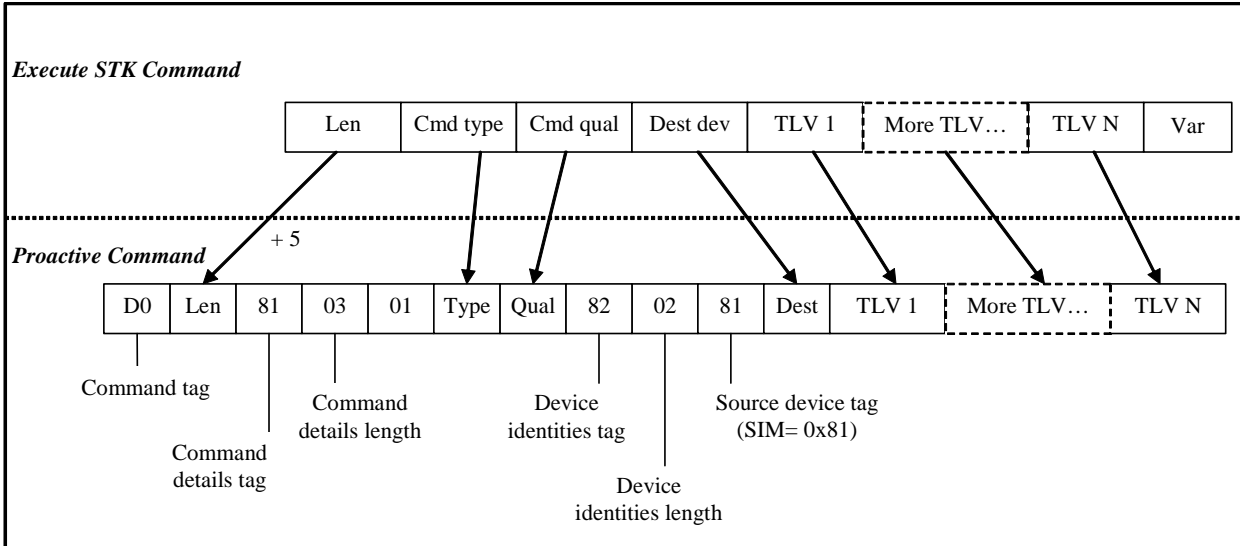 Execute STK Command
Len Cmd type Cmd qual Dest dev TLV 1 More TLV… TLV N Var
+ 5
Proactive Command
D0 Len 81 03 01 Type Qual 82 02 81 Dest TLV 1 More TLV… TLV N
Command tag
Command
details tag
Command
details length
Device
identities tag
Device
identities length
Source device tag
(SIM= 0x81)